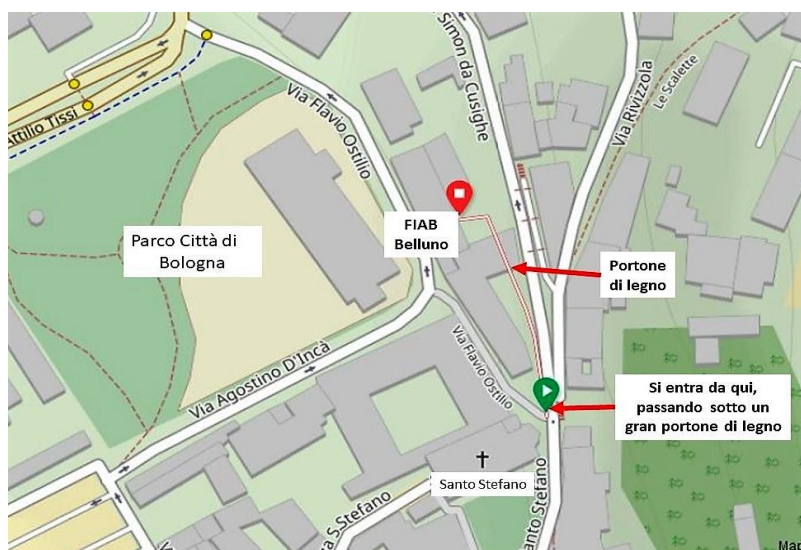 Simon da Cusighe
Via Flavio Ostilio
Via Rivizzola
Le Scalette
Attilio Tissi
FIAB
Belluno
Parco Città di
Bologna
Portone
di legno
Via Flavio Ostilio
Via Agostino D'Incà
Si entra da qui,
passando sotto un
gran portone di legno
Santo Stefano
anto Stefano
a S.Stefano
Via
Mar